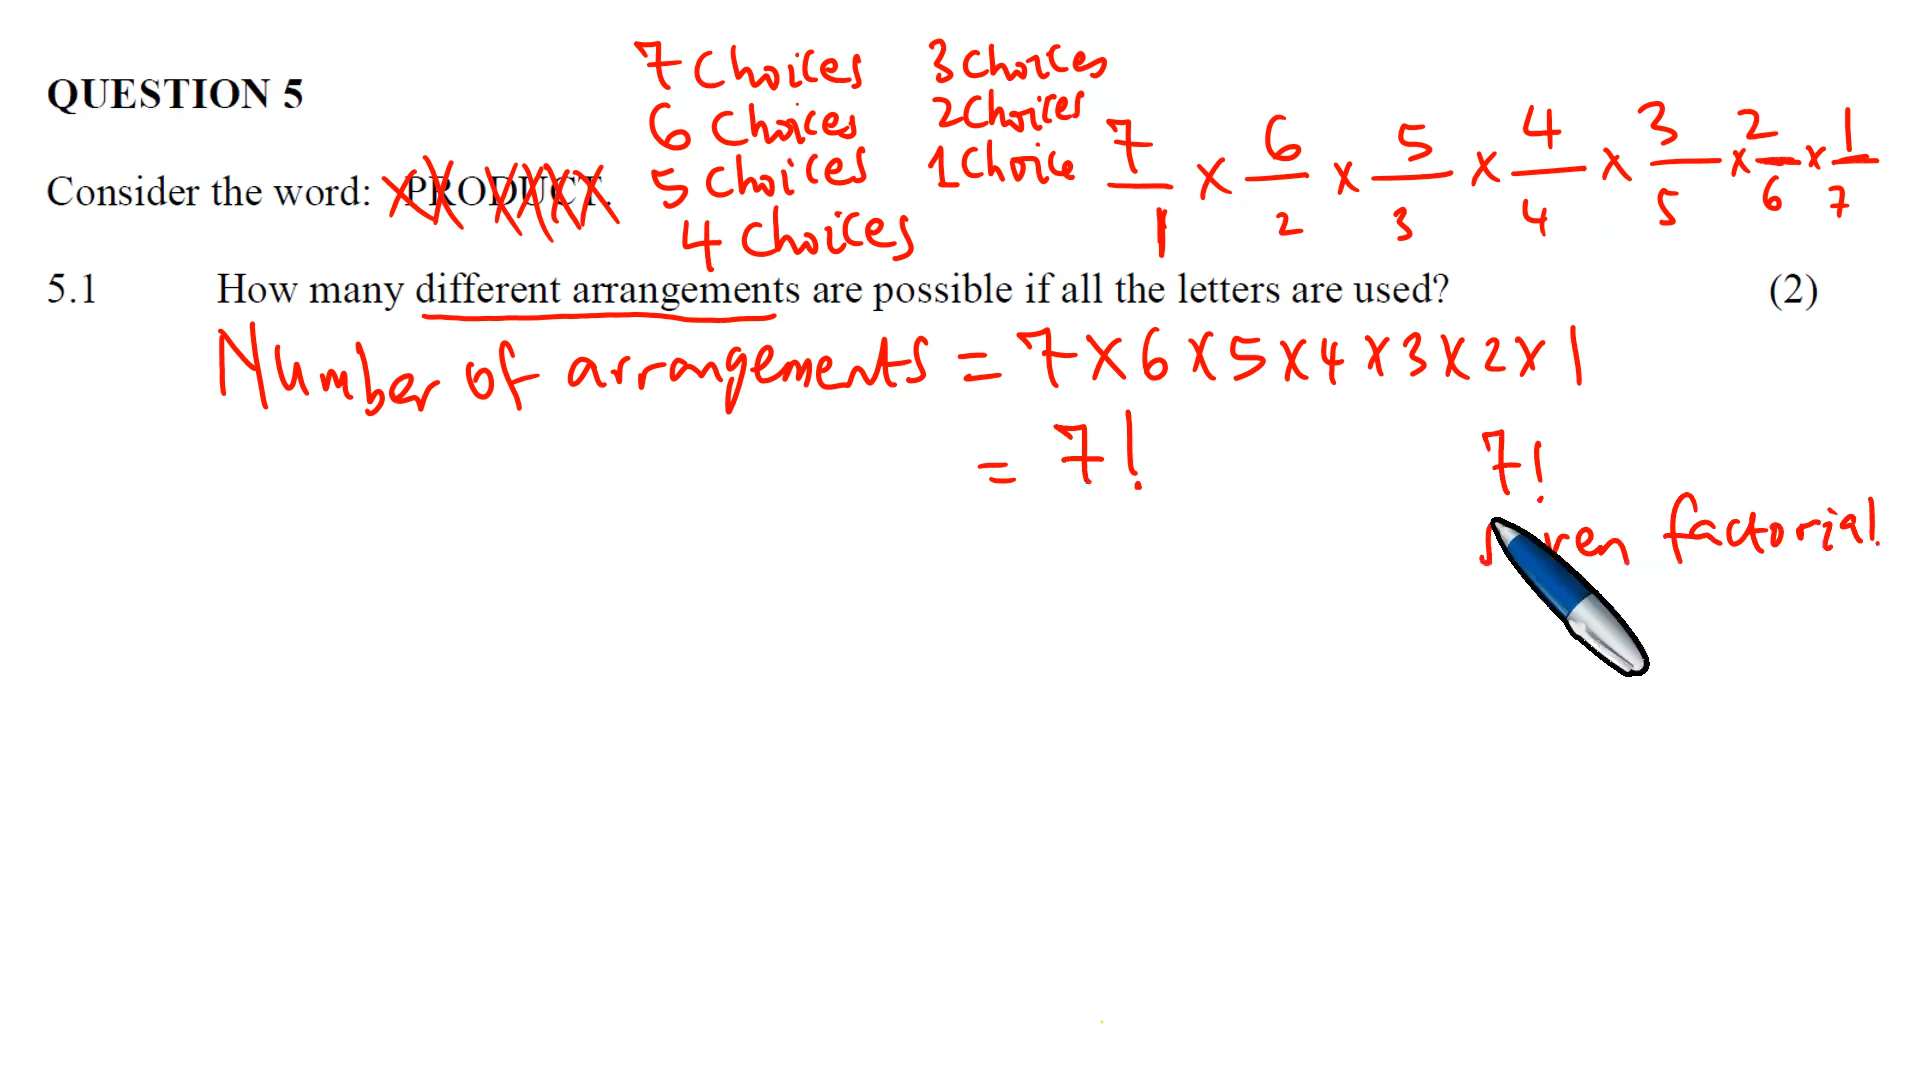 QUESTION 5
7 Choices
6 Choices
5 Choices
4 Choices
3 Choices
2 Choices
1 Choice
7 × 6 × 5 × 4 × 3 × 2 × 1
1 2 3 4 5 6 7
Consider the word: PRODUCT.
5.1 How many different arrangements are possible if all the letters are used? (2)
Number of arrangements = 7 × 6 × 5 × 4 × 3 × 2 × 1
= 7!
7!
factorial